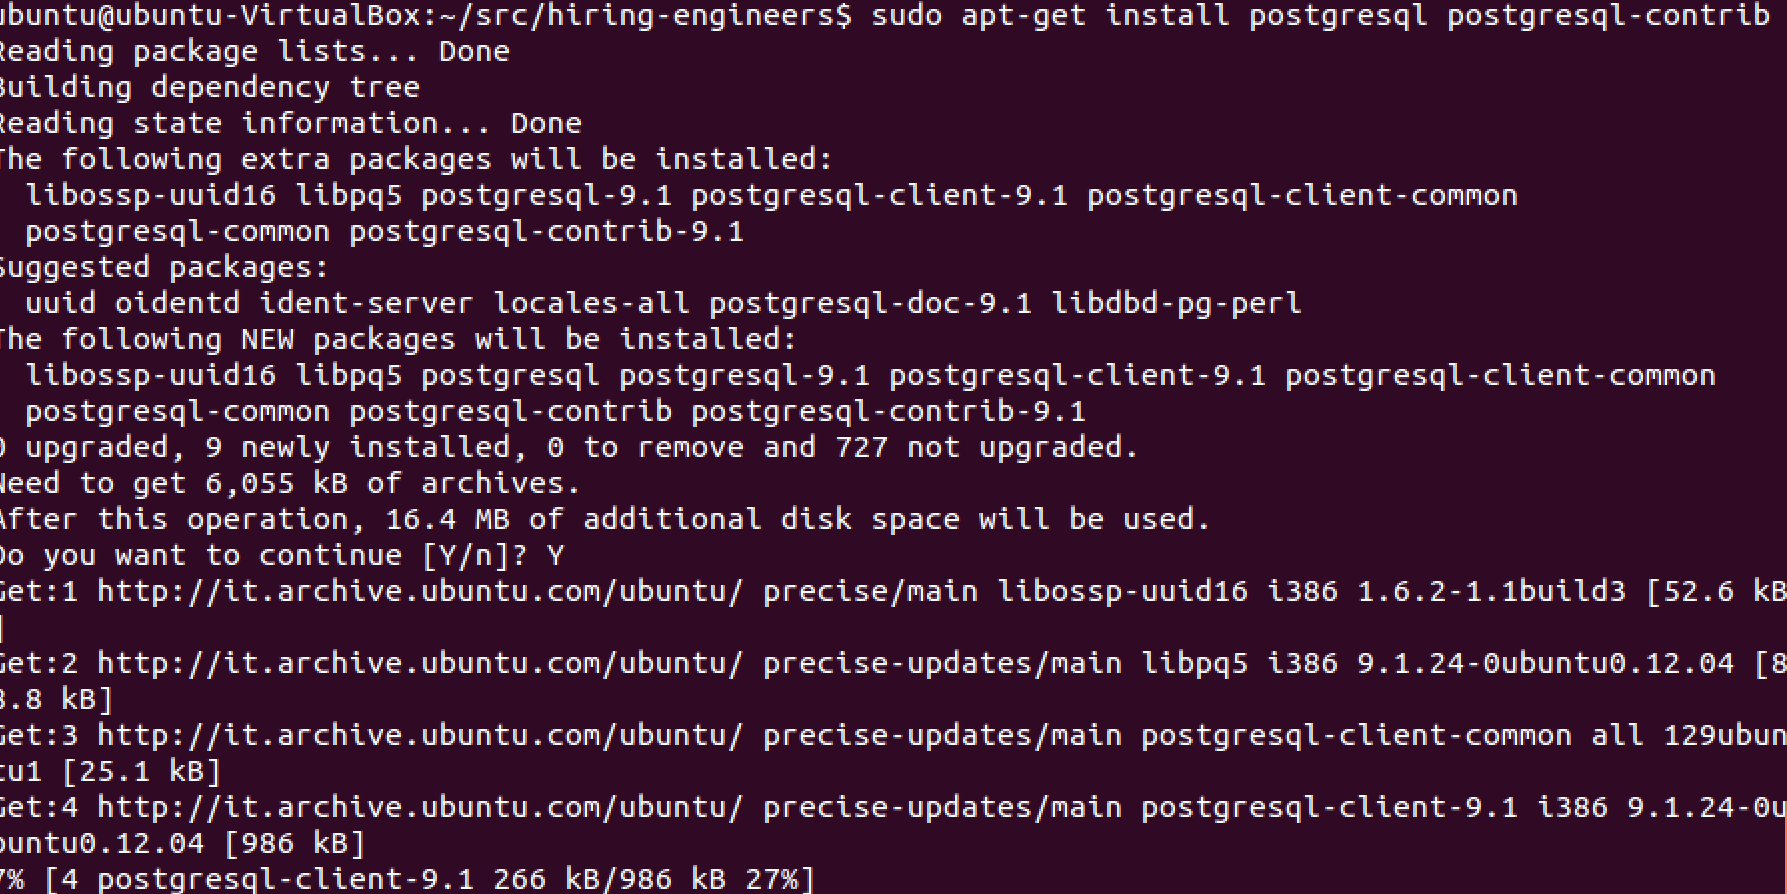 ubuntu@ubuntu-VirtualBox:~/src/hiring-engineers$ sudo apt-get install postgresql postgresql-contrib
Reading package lists... Done
Building dependency tree
Reading state information... Done
The following extra packages will be installed:
  libossp-uuid16 libpq5 postgresql-9.1 postgresql-client-9.1 postgresql-client-common
  postgresql-common postgresql-contrib-9.1
Suggested packages:
  uuid oidentd ident-server locales-all postgresql-doc-9.1 libdbd-pg-perl
The following NEW packages will be installed:
  libossp-uuid16 libpq5 postgresql postgresql-9.1 postgresql-client-9.1 postgresql-client-common
  postgresql-common postgresql-contrib postgresql-contrib-9.1
0 upgraded, 9 newly installed, 0 to remove and 727 not upgraded.
Need to get 6,055 kB of archives.
After this operation, 16.4 MB of additional disk space will be used.
Do you want to continue [Y/n]? Y
Get:1 http://it.archive.ubuntu.com/ubuntu/ precise/main libossp-uuid16 i386 1.6.2-1.1build3 [52.6 kB
]
Get:2 http://it.archive.ubuntu.com/ubuntu/ precise-updates/main libpq5 i386 9.1.24-0ubuntu0.12.04 [8
8.8 kB]
Get:3 http://it.archive.ubuntu.com/ubuntu/ precise-updates/main postgresql-client-common all 129ubun
tu1 [25.1 kB]
Get:4 http://it.archive.ubuntu.com/ubuntu/ precise-updates/main postgresql-client-9.1 i386 9.1.24-0u
buntu0.12.04 [986 kB]
7% [4 postgresql-client-9.1 266 kB/986 kB 27%]